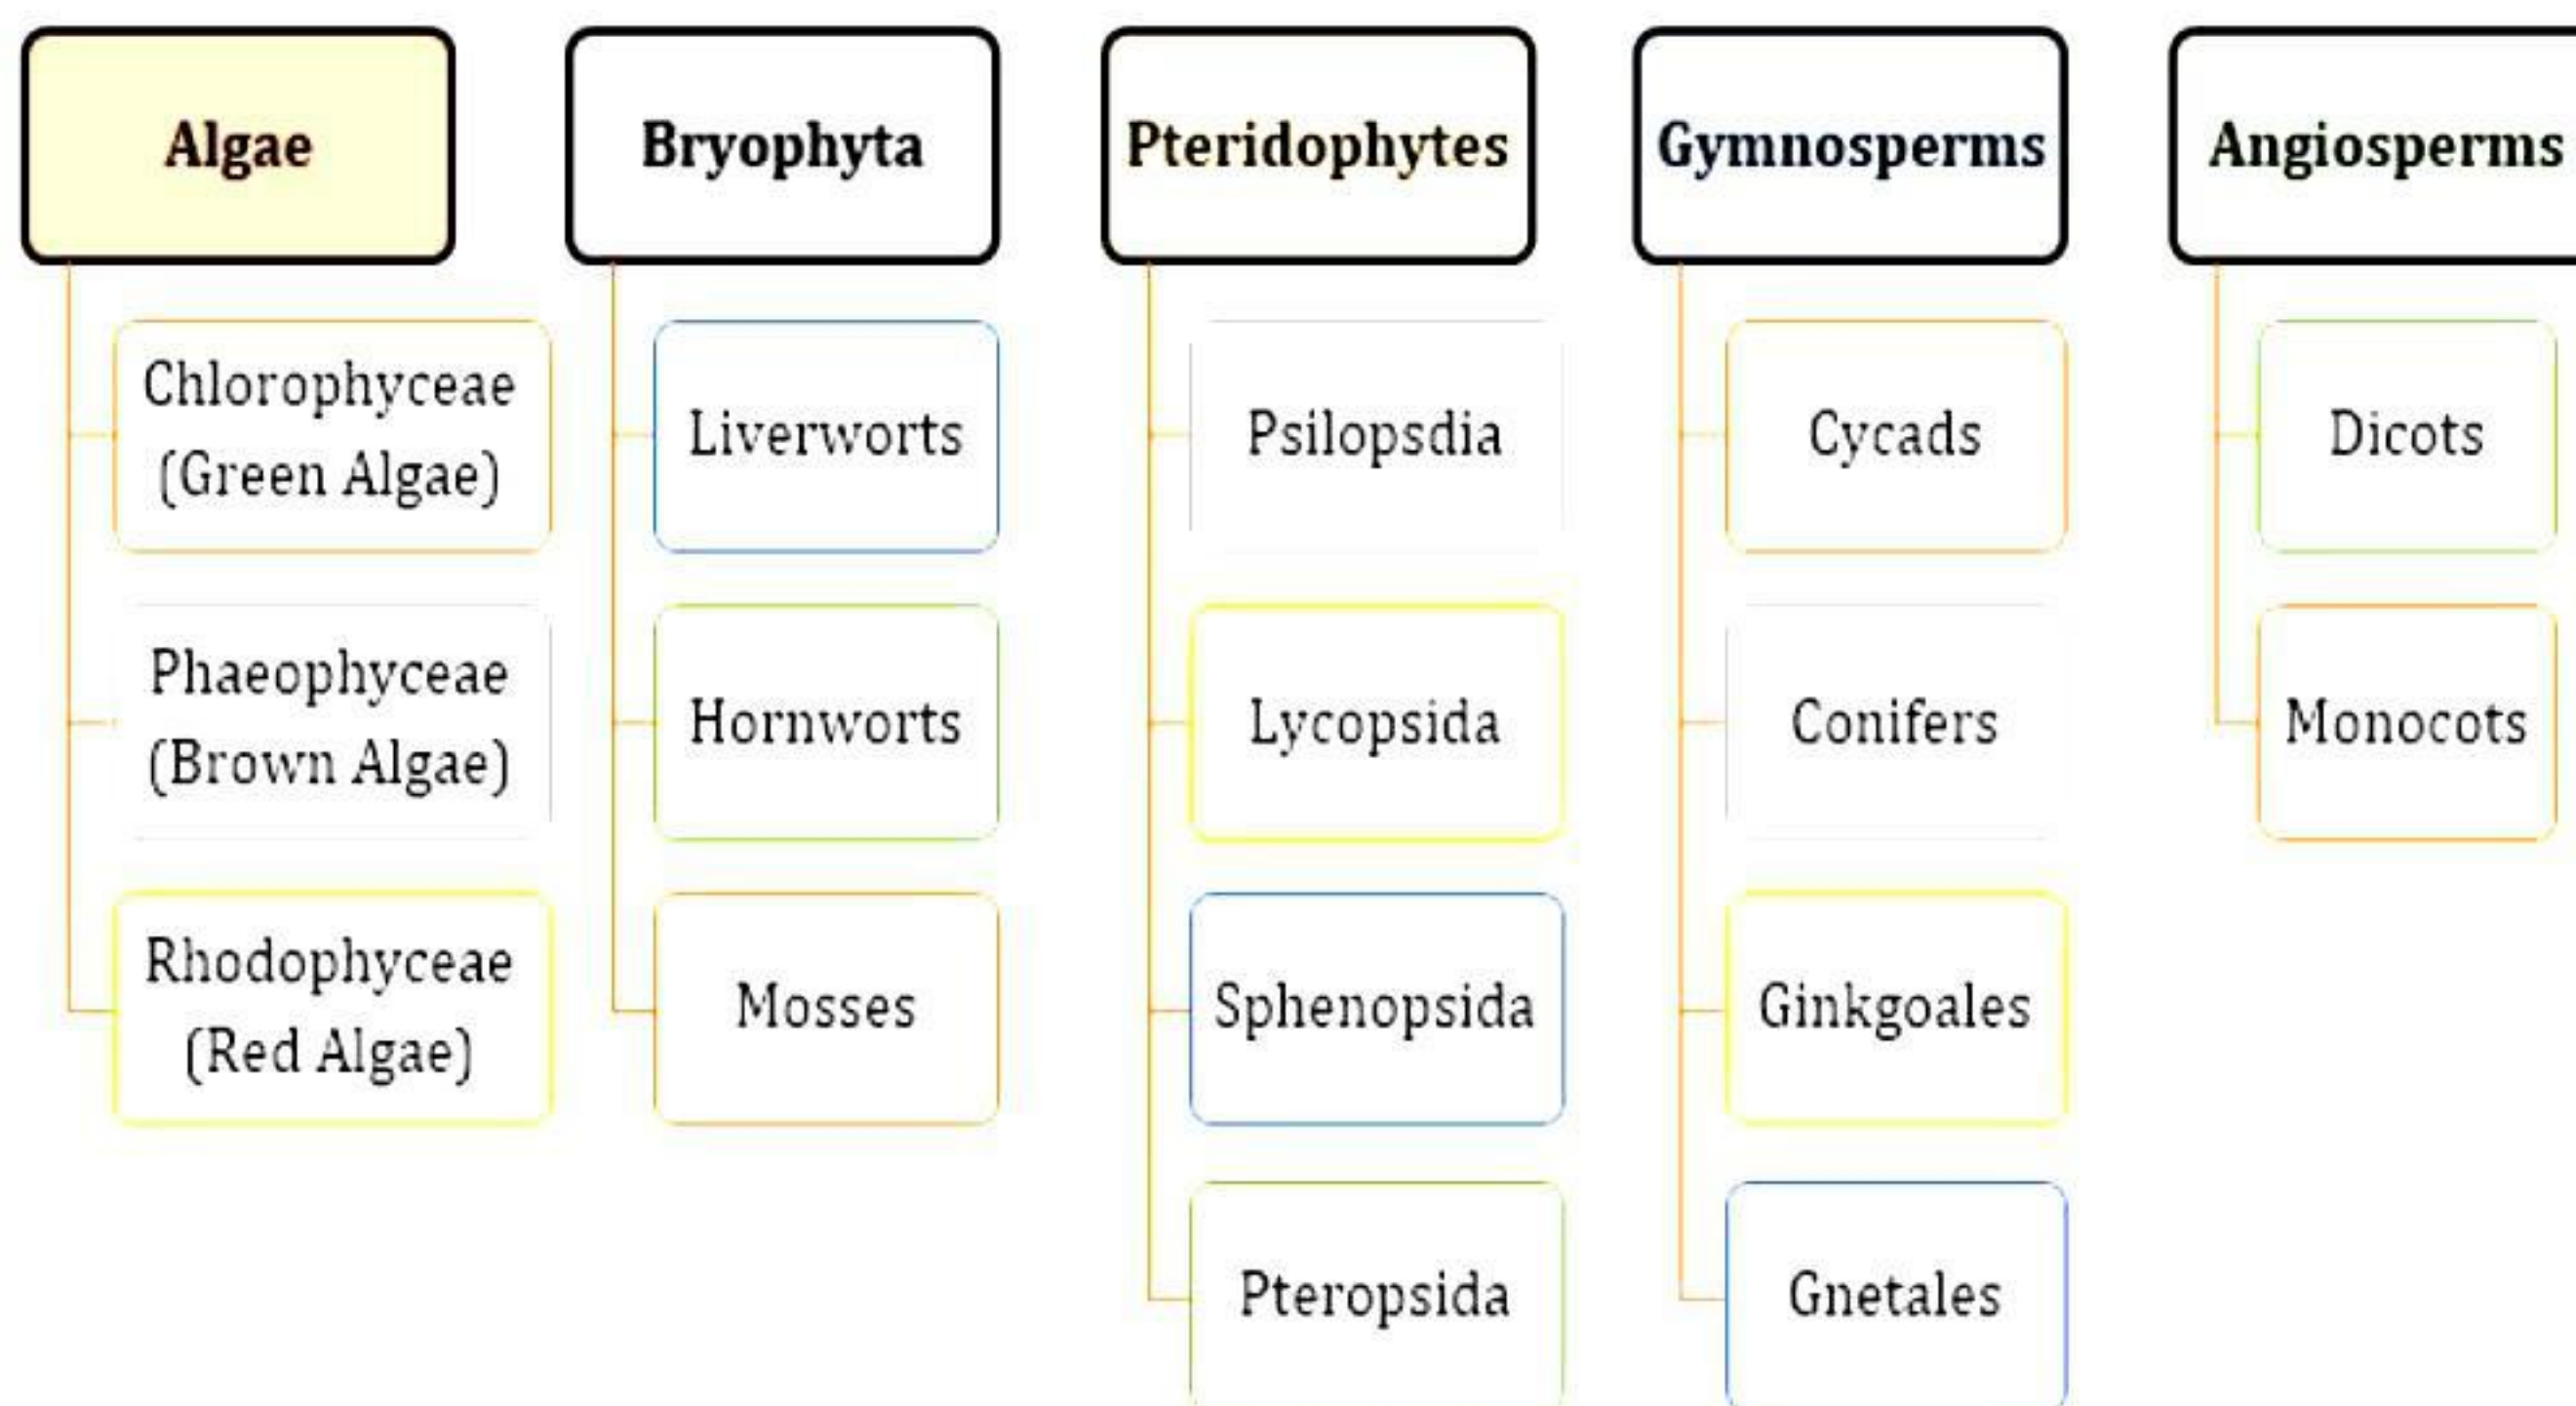 Algae
Chlorophyceae
(Green Algae)
Phaeophyceae
(Brown Algae)
Rhodophyceae
(Red Algae)
Bryophyta
Liverworts
Hornworts
Mosses
Pteridophytes
Psilopsdia
Lycopsida
Sphenopsida
Pteropsida
Gymnosperms
Cycads
Conifers
Ginkgoales
Gnetales
Angiosperms
Dicots
Monocots